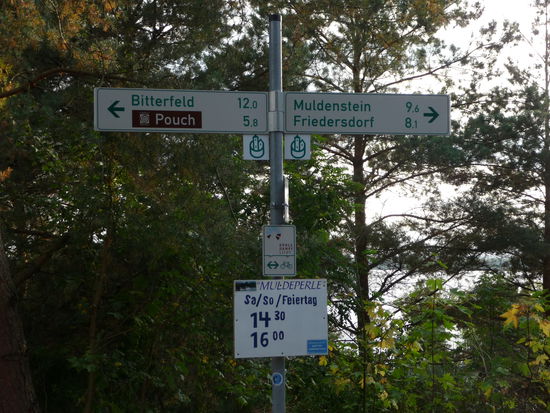 Bitterfeld 12.0
Pouch 5.8
Muldenstein 9.6
Friedersdorf 8.1
MULDEPERLE
Sa/So/Feiertag
14 30
16 00